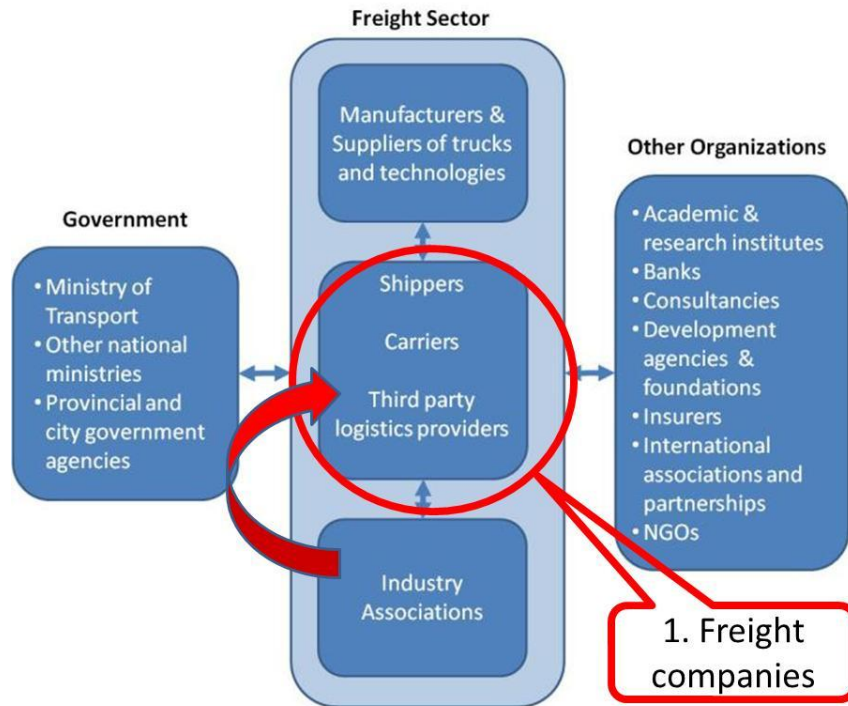 Freight Sector
Manufacturers &
Suppliers of trucks
and technologies
Shippers
Carriers
Third party
logistics providers
Industry
Associations
Government
• Ministry of
Transport
• Other national
ministries
• Provincial and
city government
agencies
Other Organizations
• Academic &
research institutes
• Banks
• Consultancies
• Development
agencies &
foundations
• Insurers
• International
associations and
partnerships
• NGOs
1. Freight
companies